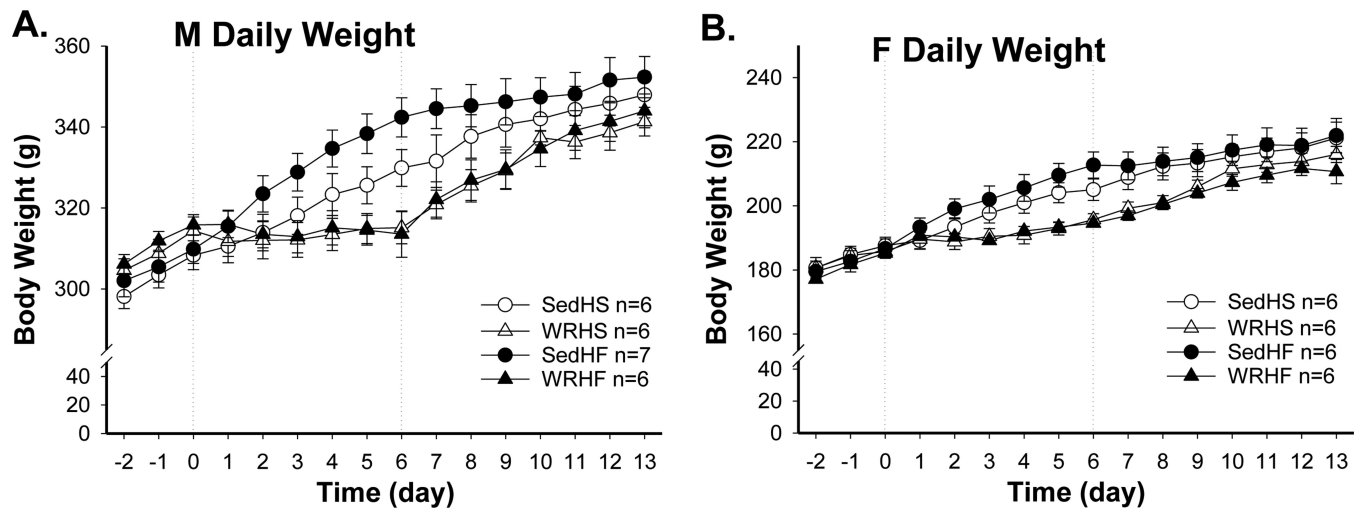 A.
M Daily Weight
Body Weight (g)
360
340
320
300
40
20
0
SedHS n=6
WRHS n=6
SedHF n=7
WRHF n=6
-2 -1 0 1 2 3 4 5 6 7 8 9 10 11 12 13
Time (day)
B.
F Daily Weight
Body Weight (g)
240
220
200
180
160
40
20
0
SedHS n=6
WRHS n=6
SedHF n=6
WRHF n=6
-2 -1 0 1 2 3 4 5 6 7 8 9 10 11 12 13
Time (day)